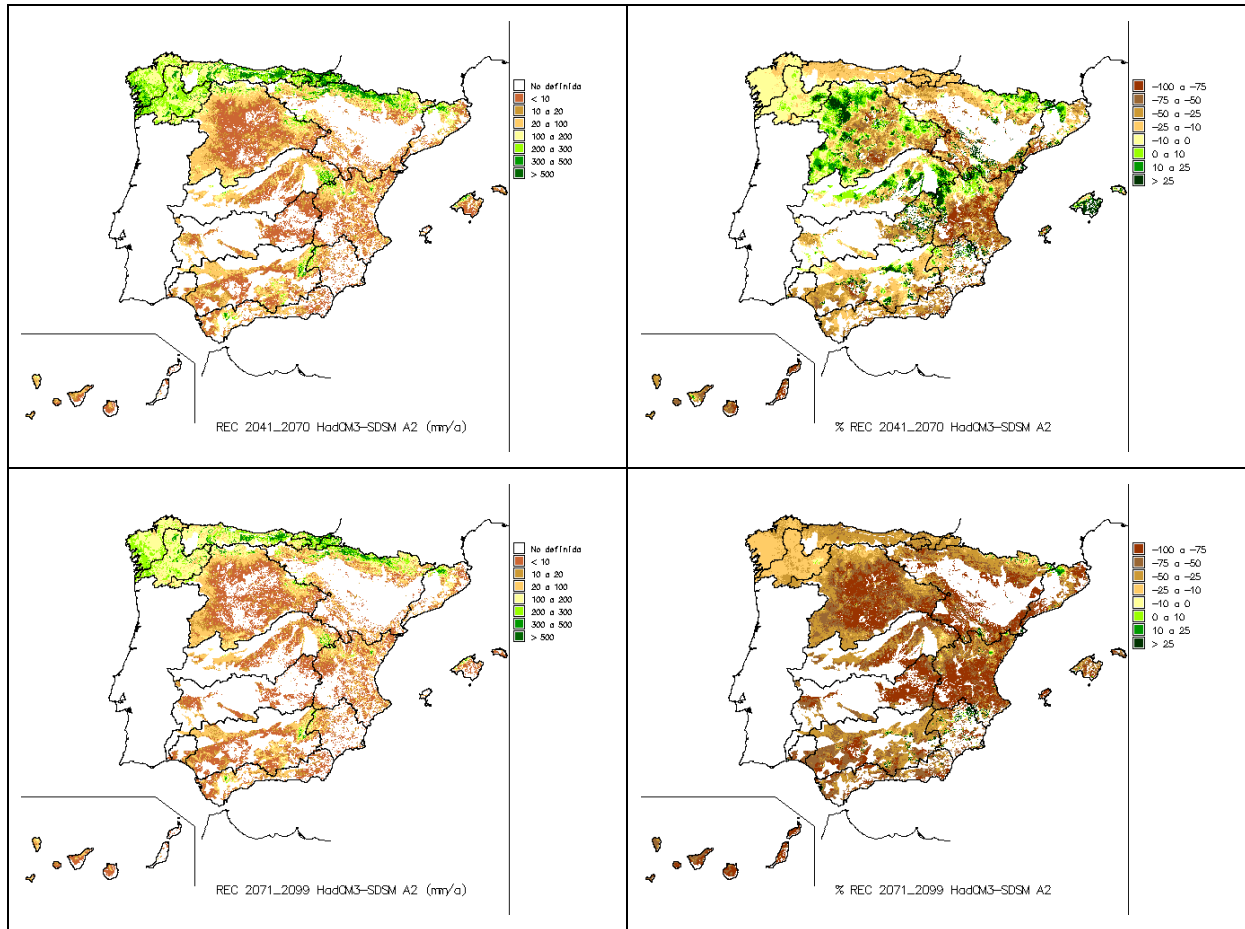 No definida
< 10
10 a 20
20 a 100
100 a 200
200 a 300
300 a 500
> 500
REC 2041_2070 HadCM3-SDSM A2 (mm/a)
-100 a -75
-75 a -50
-50 a -25
-25 a -10
-10 a 0
0 a 10
10 a 25
> 25
% REC 2041_2070 HadCM3-SDSM A2
No definida
< 10
10 a 20
20 a 100
100 a 200
200 a 300
300 a 500
> 500
REC 2071_2099 HadCM3-SDSM A2 (mm/a)
-100 a -75
-75 a -50
-50 a -25
-25 a -10
-10 a 0
0 a 10
10 a 25
> 25
% REC 2071_2099 HadCM3-SDSM A2